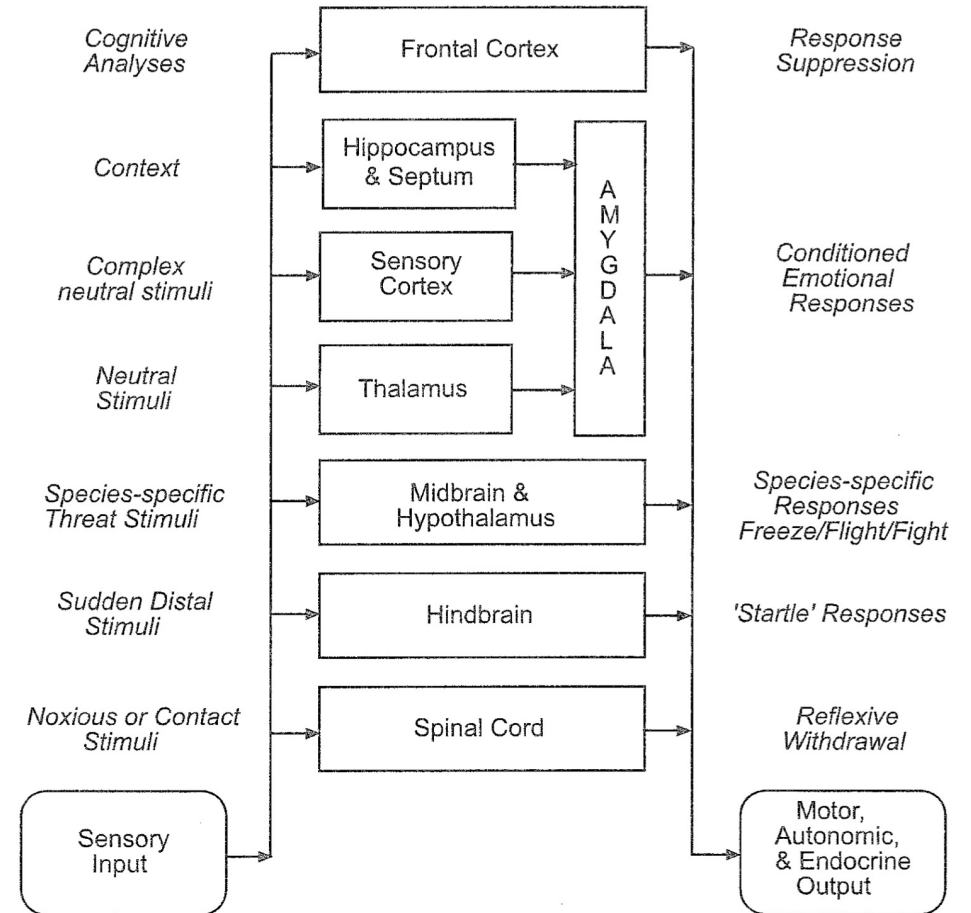 Cognitive
Analyses
Frontal Cortex
Response
Suppression
Context
Hippocampus
& Septum
A
M
Y
G
D
A
L
A
Complex
neutral stimuli
Sensory
Cortex
Conditioned
Emotional
Responses
Neutral
Stimuli
Thalamus
Species-specific
Threat Stimuli
Midbrain &
Hypothalamus
Species-specific
Responses
Freeze/Flight/Fight
Sudden Distal
Stimuli
Hindbrain
'Startle' Responses
Noxious or Contact
Stimuli
Spinal Cord
Reflexive
Withdrawal
Sensory
Input
Motor,
Autonomic,
& Endocrine
Output